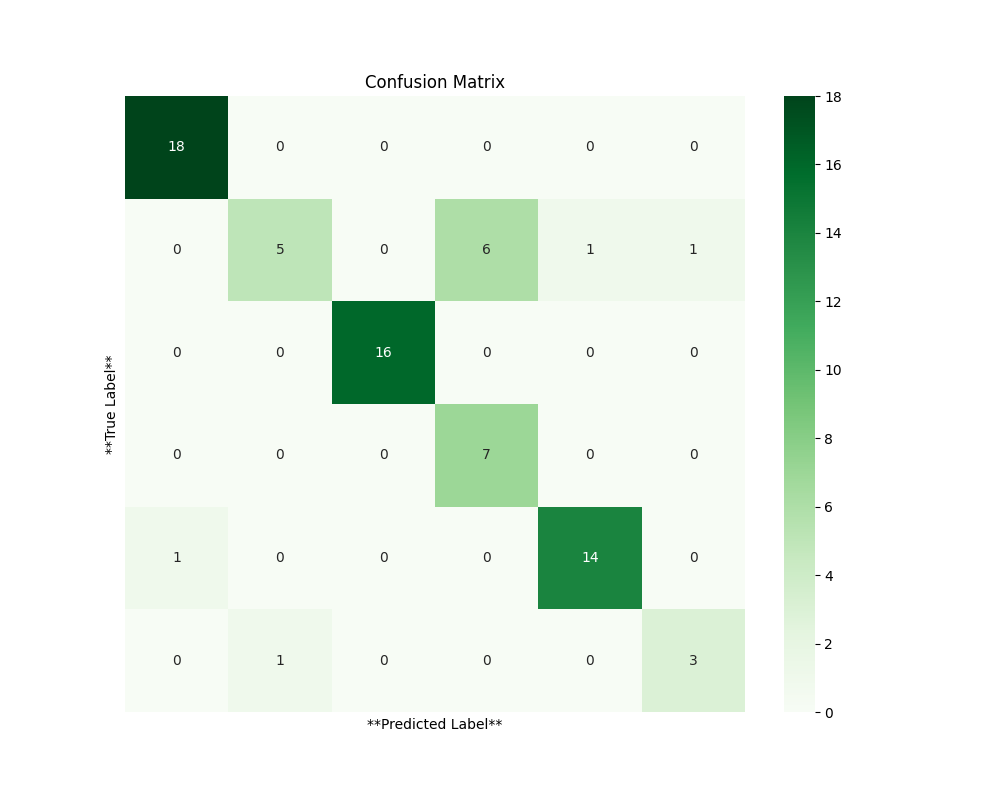 Confusion Matrix
18 0 0 0 0 0
0 5 0 6 1 1
0 0 16 0 0 0
0 0 0 7 0 0
1 0 0 0 14 0
0 1 0 0 0 3
**True Label**
**Predicted Label**
18
16
14
12
10
8
6
4
2
0